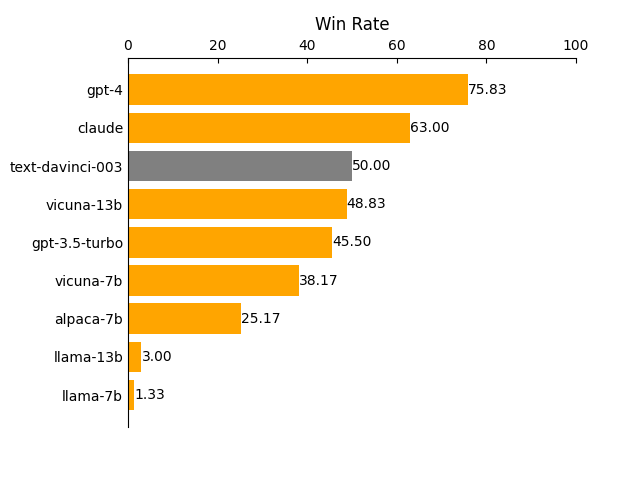 Win Rate
0 20 40 60 80 100
gpt-4 75.83
claude 63.00
text-davinci-003 50.00
vicuna-13b 48.83
gpt-3.5-turbo 45.50
vicuna-7b 38.17
alpaca-7b 25.17
llama-13b 3.00
llama-7b 1.33